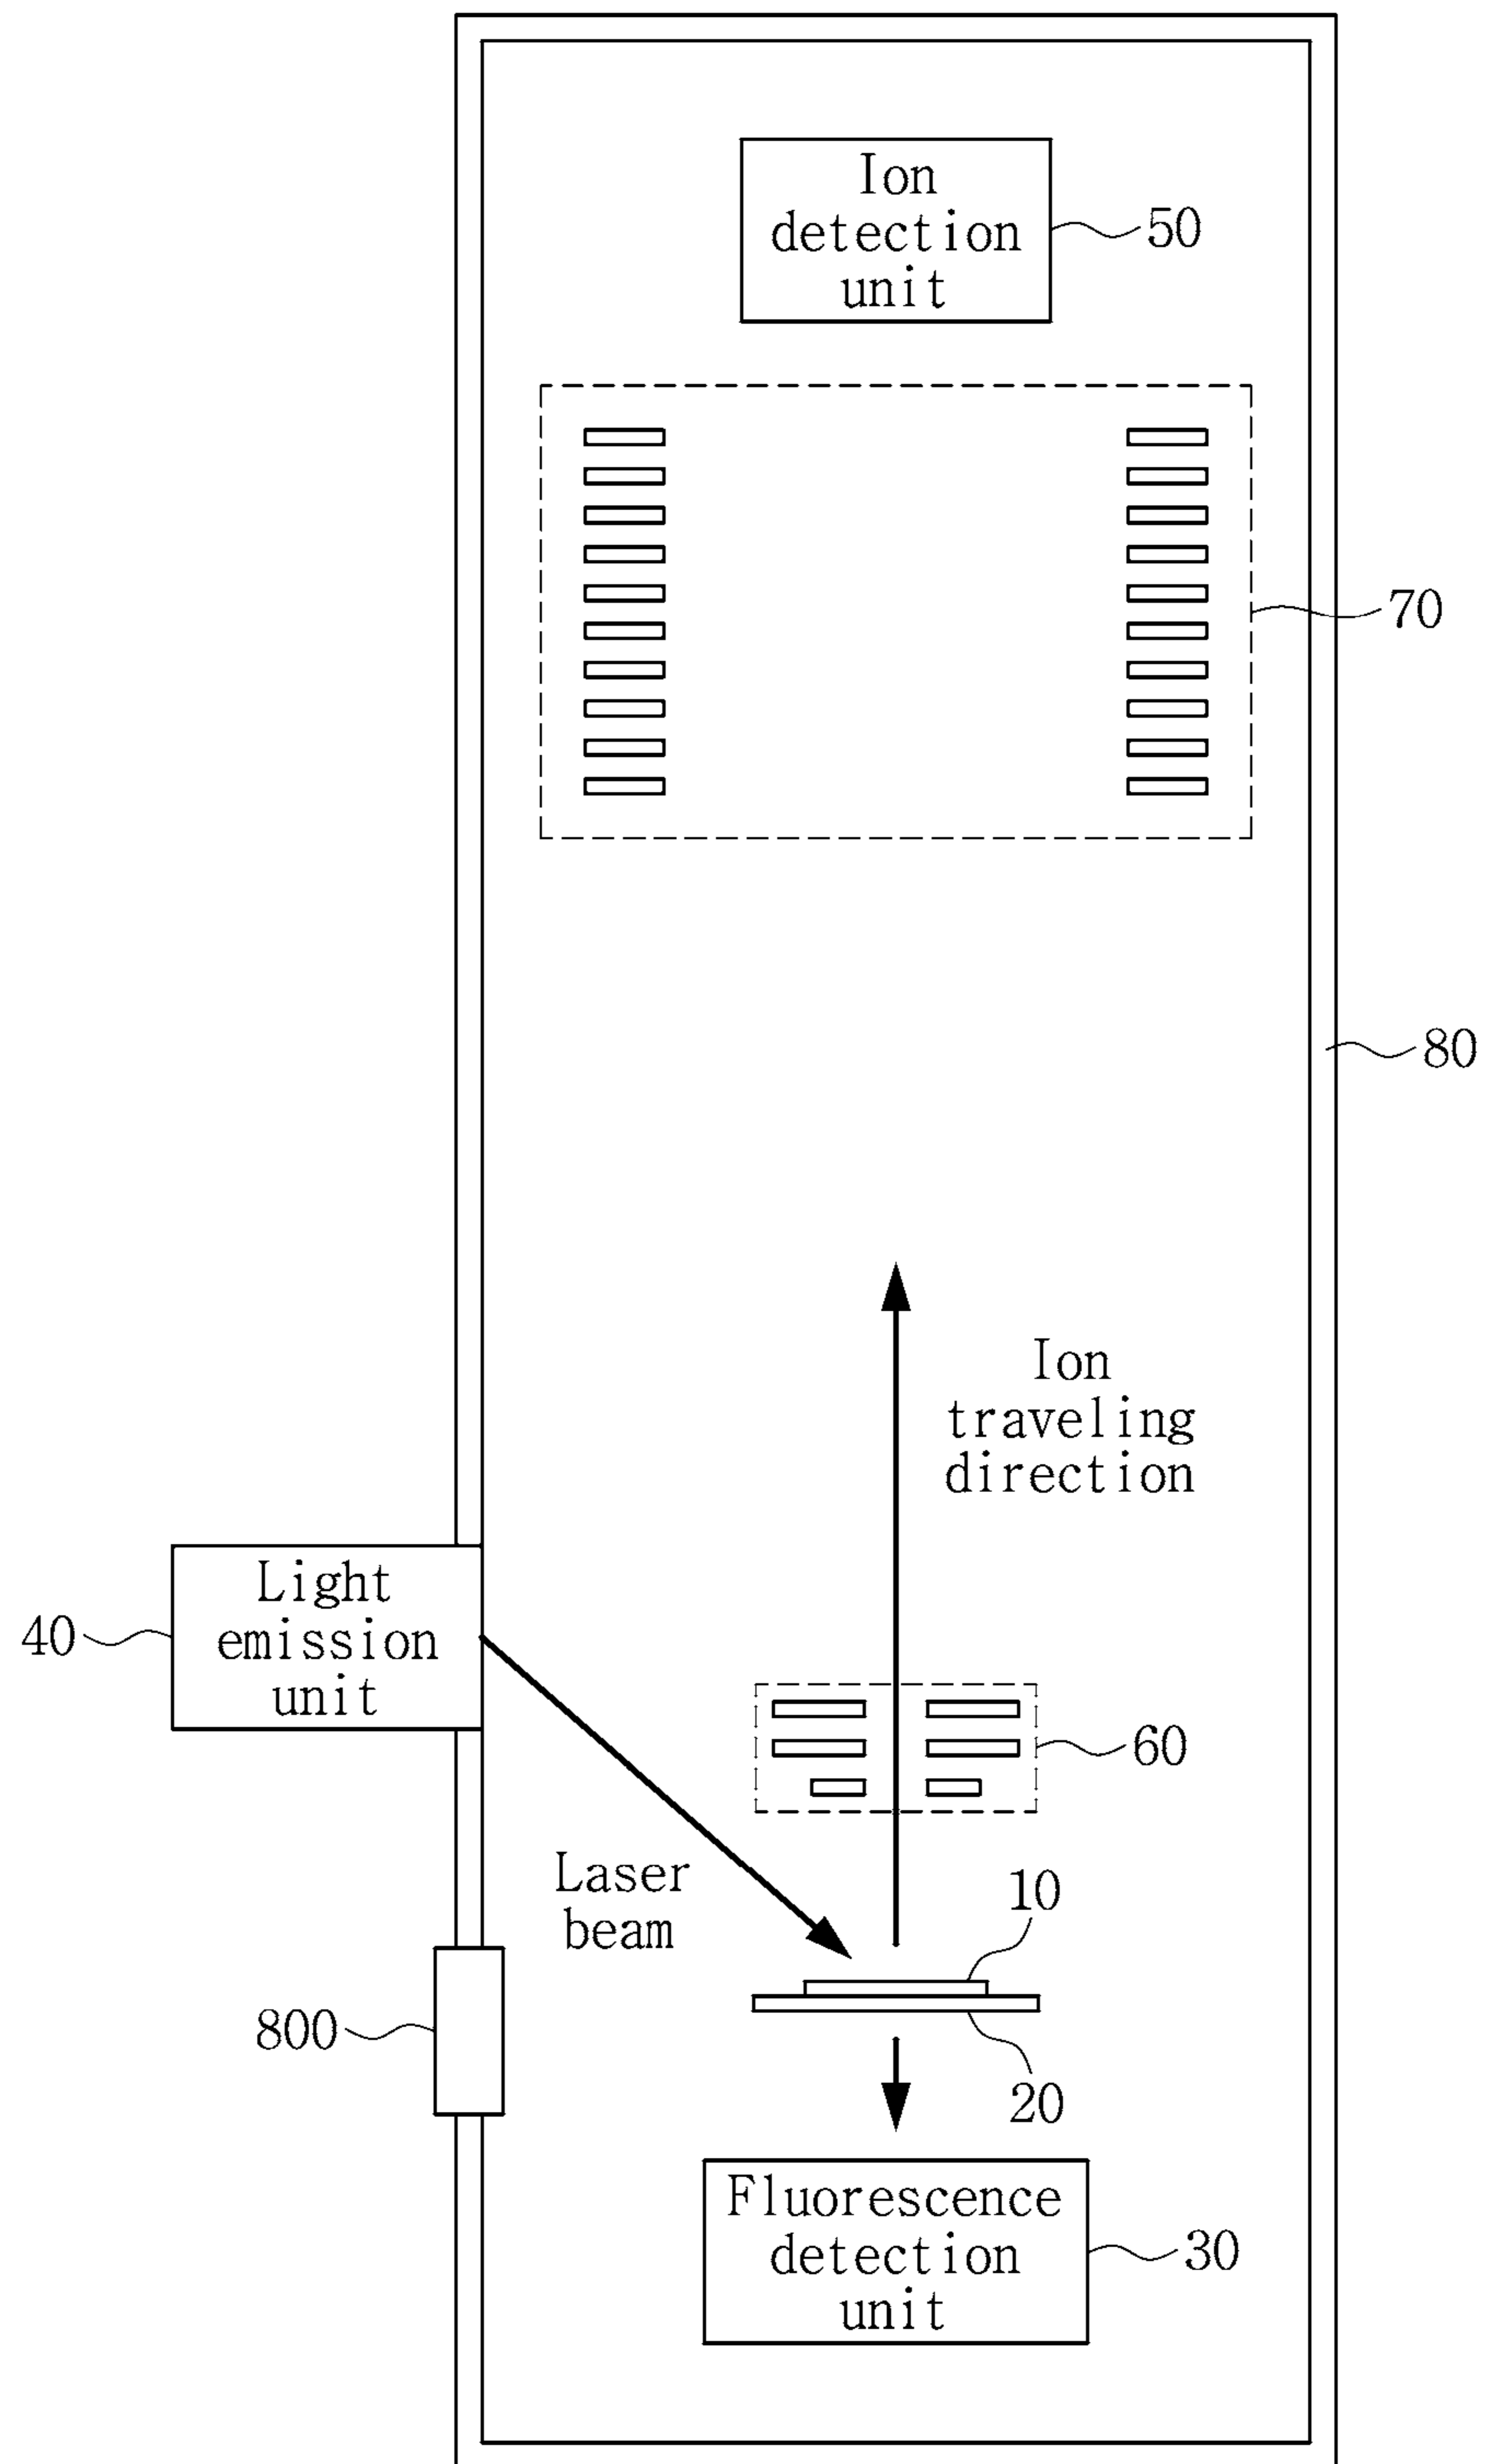 Ion
detection
unit
50
70
80
Ion
traveling
direction
Light
emission
unit
40
60
Laser
beam
10
800
20
Fluorescence
detection
unit
30